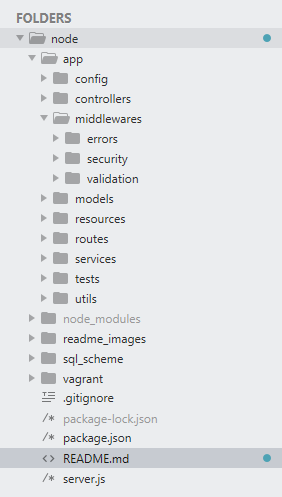 FOLDERS
node
app
config
controllers
middlewares
errors
security
validation
models
resources
routes
services
tests
utils
node_modules
readme_images
sql_scheme
vagrant
.gitignore
/* package-lock.json
/* package.json
<> README.md
/* server.js